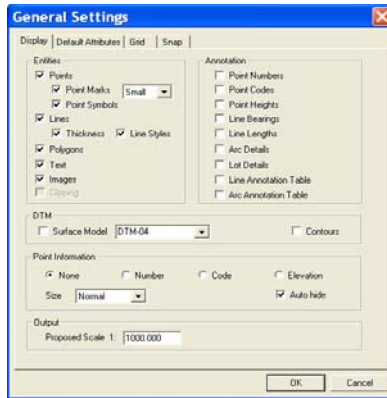 General Settings
Display Default Attributes Grid Snap
Entities
Points
Point Marks Small
Point Symbols
Lines
Thickness Line Styles
Polygons
Text
Images
Clipping
Annotation
Point Numbers
Point Codes
Point Heights
Line Bearings
Line Lengths
Arc Details
Lot Details
Line Annotation Table
Arc Annotation Table
DTM
Surface Model DTM-04 Contours
Point Information
None Number Code Elevation
Size Normal Auto hide
Output
Proposed Scale 1: 1000.000
OK Cancel